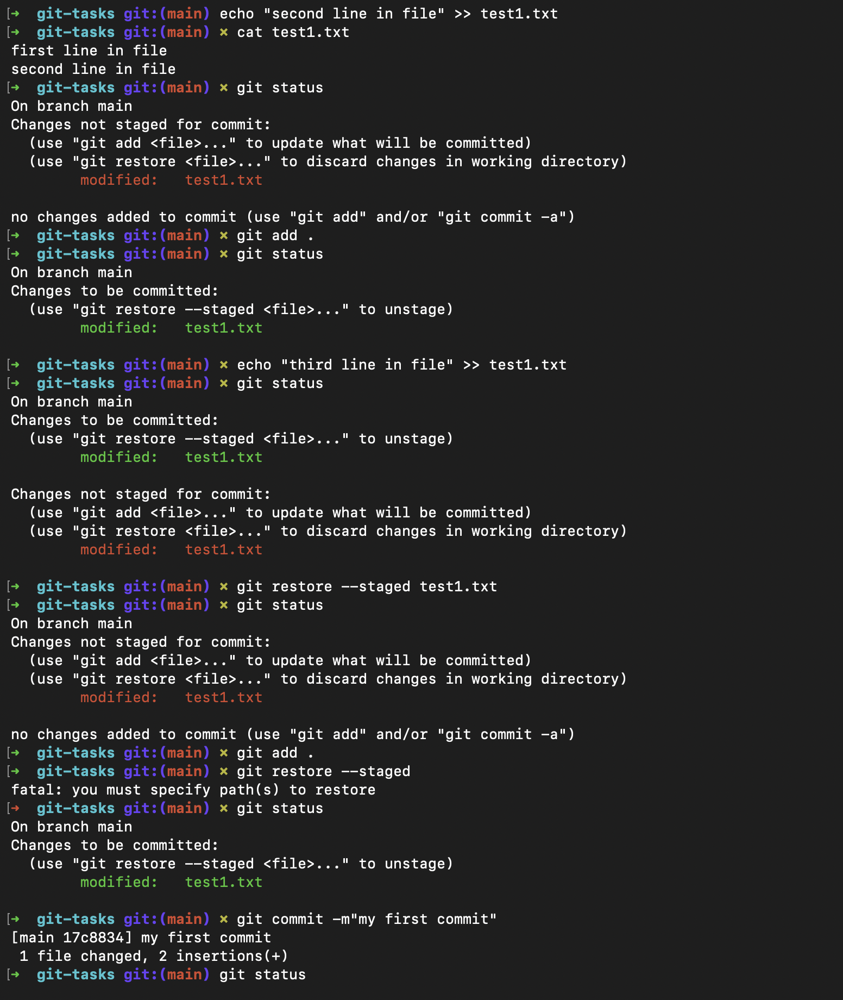 [➜  git-tasks git:(main) echo "second line in file" >> test1.txt
[➜  git-tasks git:(main) ✗ cat test1.txt
first line in file
second line in file
[➜  git-tasks git:(main) ✗ git status
On branch main
Changes not staged for commit:
  (use "git add <file>..." to update what will be committed)
  (use "git restore <file>..." to discard changes in working directory)
        modified:   test1.txt

no changes added to commit (use "git add" and/or "git commit -a")
[➜  git-tasks git:(main) ✗ git add .
[➜  git-tasks git:(main) ✗ git status
On branch main
Changes to be committed:
  (use "git restore --staged <file>..." to unstage)
        modified:   test1.txt

[➜  git-tasks git:(main) ✗ echo "third line in file" >> test1.txt
[➜  git-tasks git:(main) ✗ git status
On branch main
Changes to be committed:
  (use "git restore --staged <file>..." to unstage)
        modified:   test1.txt

Changes not staged for commit:
  (use "git add <file>..." to update what will be committed)
  (use "git restore <file>..." to discard changes in working directory)
        modified:   test1.txt

[➜  git-tasks git:(main) ✗ git restore --staged test1.txt
[➜  git-tasks git:(main) ✗ git status
On branch main
Changes not staged for commit:
  (use "git add <file>..." to update what will be committed)
  (use "git restore <file>..." to discard changes in working directory)
        modified:   test1.txt

no changes added to commit (use "git add" and/or "git commit -a")
[➜  git-tasks git:(main) ✗ git add .
[➜  git-tasks git:(main) ✗ git restore --staged
fatal: you must specify path(s) to restore
[➜  git-tasks git:(main) ✗ git status
On branch main
Changes to be committed:
  (use "git restore --staged <file>..." to unstage)
        modified:   test1.txt

[➜  git-tasks git:(main) ✗ git commit -m"my first commit"
[main 17c8834] my first commit
 1 file changed, 2 insertions(+)
[➜  git-tasks git:(main) git status